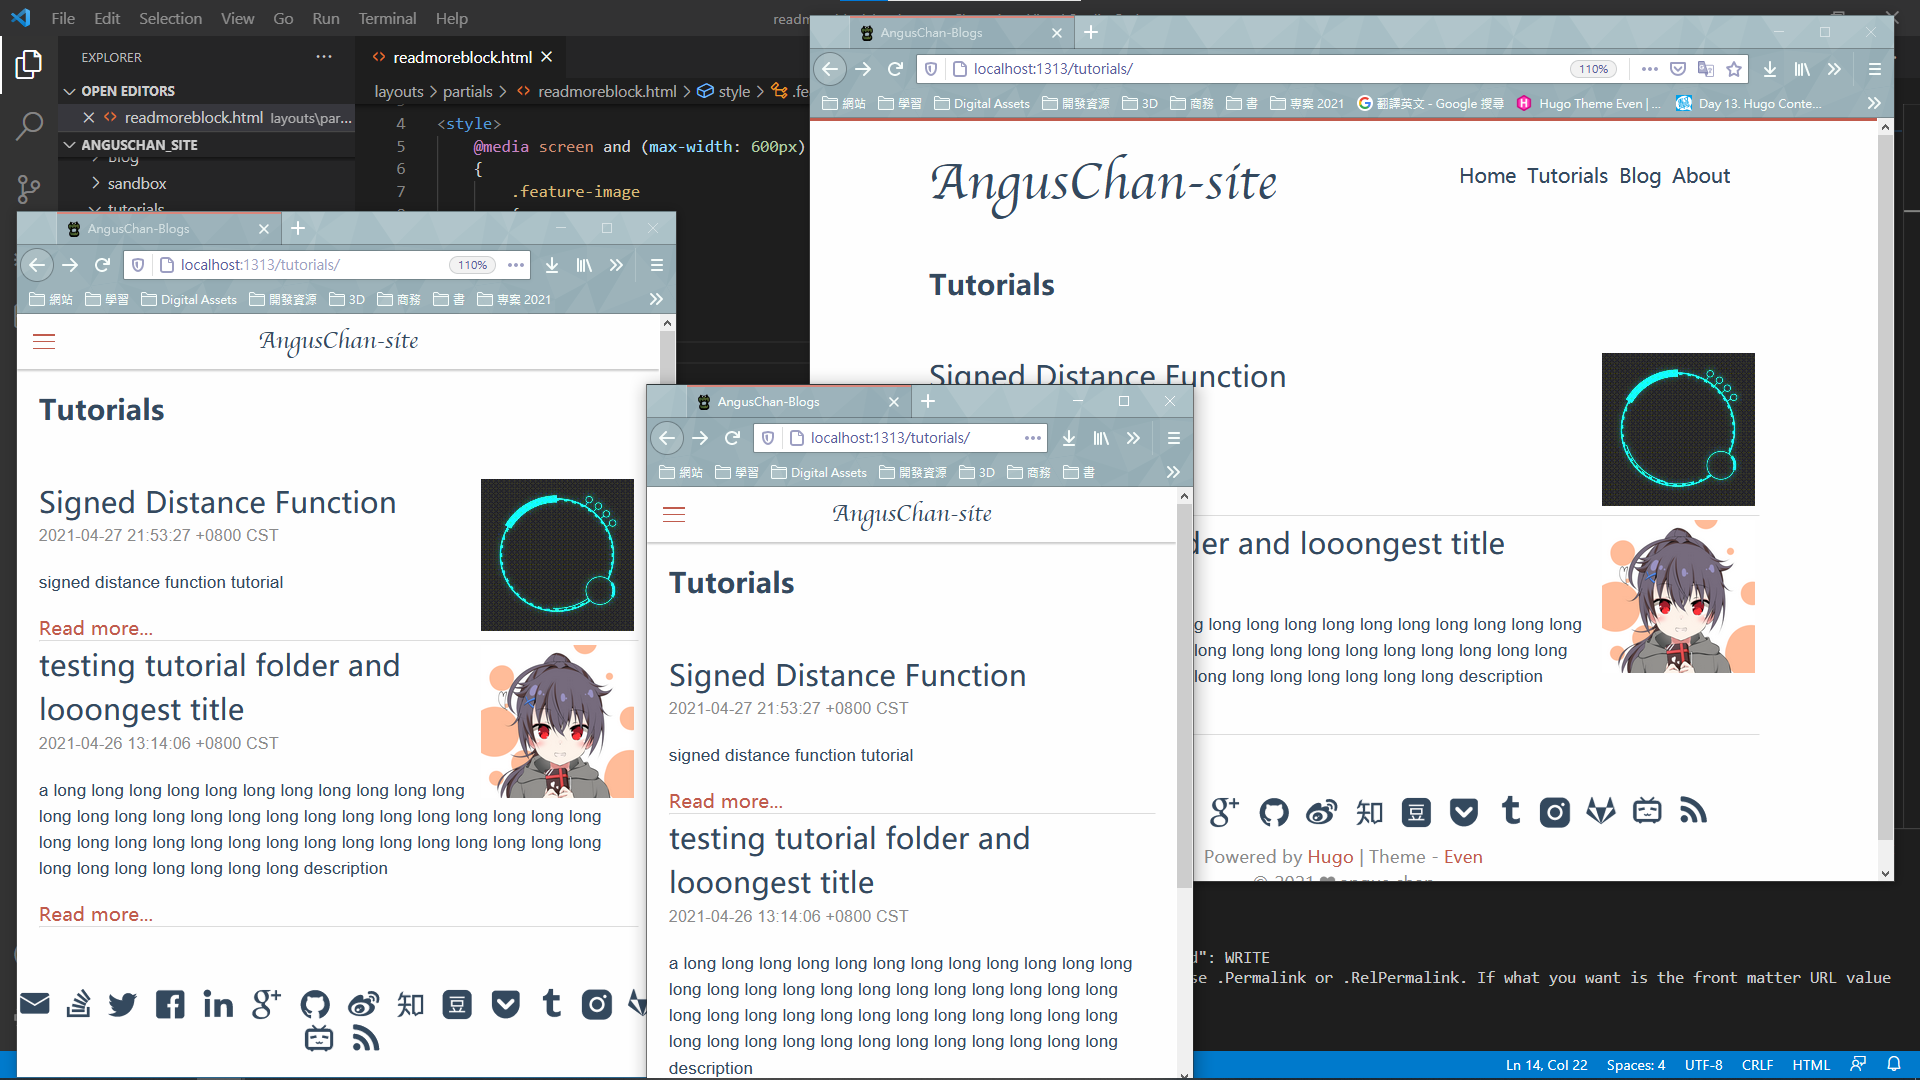 File Edit Selection View Go Run Terminal Help
EXPLORER
OPEN EDITORS
readmoreblock.html layouts\par...
ANGUSCHAN_SITE
Blog
sandbox
tutorials
readmoreblock.html
layouts > partials > readmoreblock.html > style > .fe
4 <style>
5 @media screen and (max-width: 600px)
6 {
7 .feature-image
AngusChan-Blogs
localhost:1313/tutorials/
110%
網站 學習 Digital Assets 開發資源 3D 商務 書 專案 2021 翻譯英文 - Google 搜尋 Hugo Theme Even | ... Day 13. Hugo Conte...
AngusChan-site
Home Tutorials Blog About
Tutorials
Signed Distance Function
der and looongest title
g long long long long long long long long long long
long long long long long long long long long long
long long long long long long long description
Powered by Hugo | Theme - Even
© 2021 angus chan
AngusChan-Blogs
localhost:1313/tutorials/
110%
網站 學習 Digital Assets 開發資源 3D 商務 書 專案 2021
AngusChan-site
Tutorials
Signed Distance Function
2021-04-27 21:53:27 +0800 CST
signed distance function tutorial
Read more...
testing tutorial folder and
looongest title
2021-04-26 13:14:06 +0800 CST
a long long long long long long long long long long long
long long long long long long long long long long long long long long long
long long long long long long long long long long long long long long long
long long long long long long long description
Read more...
知 豆
AngusChan-Blogs
localhost:1313/tutorials/
網站 學習 Digital Assets 開發資源 3D 商務 書
AngusChan-site
Tutorials
Signed Distance Function
2021-04-27 21:53:27 +0800 CST
signed distance function tutorial
Read more...
testing tutorial folder and
looongest title
2021-04-26 13:14:06 +0800 CST
a long long long long long long long long long long long long
long long long long long long long long long long long long
long long long long long long long long long long long long
long long long long long long long long long long long long
description
知 豆
d": WRITE
se .Permalink or .RelPermalink. If what you want is the front matter URL value
Ln 14, Col 22 Spaces: 4 UTF-8 CRLF HTML